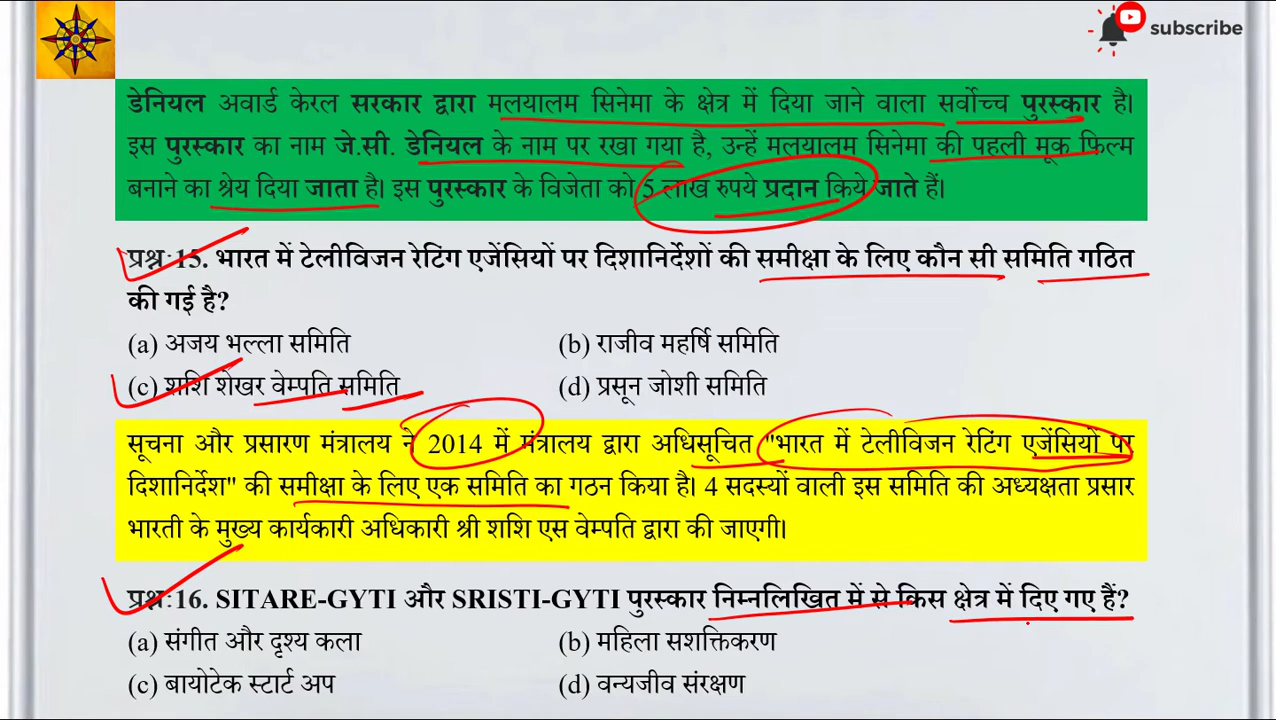 subscribe
डेनियल अवार्ड केरल सरकार द्वारा मलयालम सिनेमा के क्षेत्र में दिया जाने वाला सर्वोच्च पुरस्कार है।
इस पुरस्कार का नाम जे.सी. डेनियल के नाम पर रखा गया है, उन्हें मलयालम सिनेमा की पहली मूक फिल्म
बनाने का श्रेय दिया जाता है। इस पुरस्कार के विजेता को 5 लाख रुपये प्रदान किये जाते हैं।
प्रश्न:15. भारत में टेलीविजन रेटिंग एजेंसियों पर दिशानिर्देशों की समीक्षा के लिए कौन सी समिति गठित
की गई है?
(a) अजय भल्ला समिति (b) राजीव महर्षि समिति
(c) शशि शेखर वेम्पति समिति (d) प्रसून जोशी समिति
सूचना और प्रसारण मंत्रालय ने 2014 में मंत्रालय द्वारा अधिसूचित "भारत में टेलीविजन रेटिंग एजेंसियों पर
दिशानिर्देश" की समीक्षा के लिए एक समिति का गठन किया है। 4 सदस्यों वाली इस समिति की अध्यक्षता प्रसार
भारती के मुख्य कार्यकारी अधिकारी श्री शशि एस वेम्पति द्वारा की जाएगी।
प्रश्न:16. SITARE-GYTI और SRISTI-GYTI पुरस्कार निम्नलिखित में से किस क्षेत्र में दिए गए हैं?
(a) संगीत और दृश्य कला (b) महिला सशक्तिकरण
(c) बायोटेक स्टार्ट अप (d) वन्यजीव संरक्षण